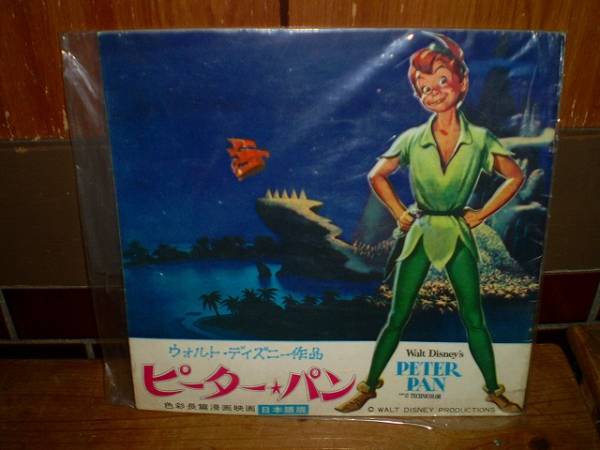 ウォルト・ディズニー作品
ピーター★パン
色彩長篇漫画映画 日本語版
Walt Disney's
PETER
PAN
TECHNICOLOR
© WALT DISNEY PRODUCTIONS